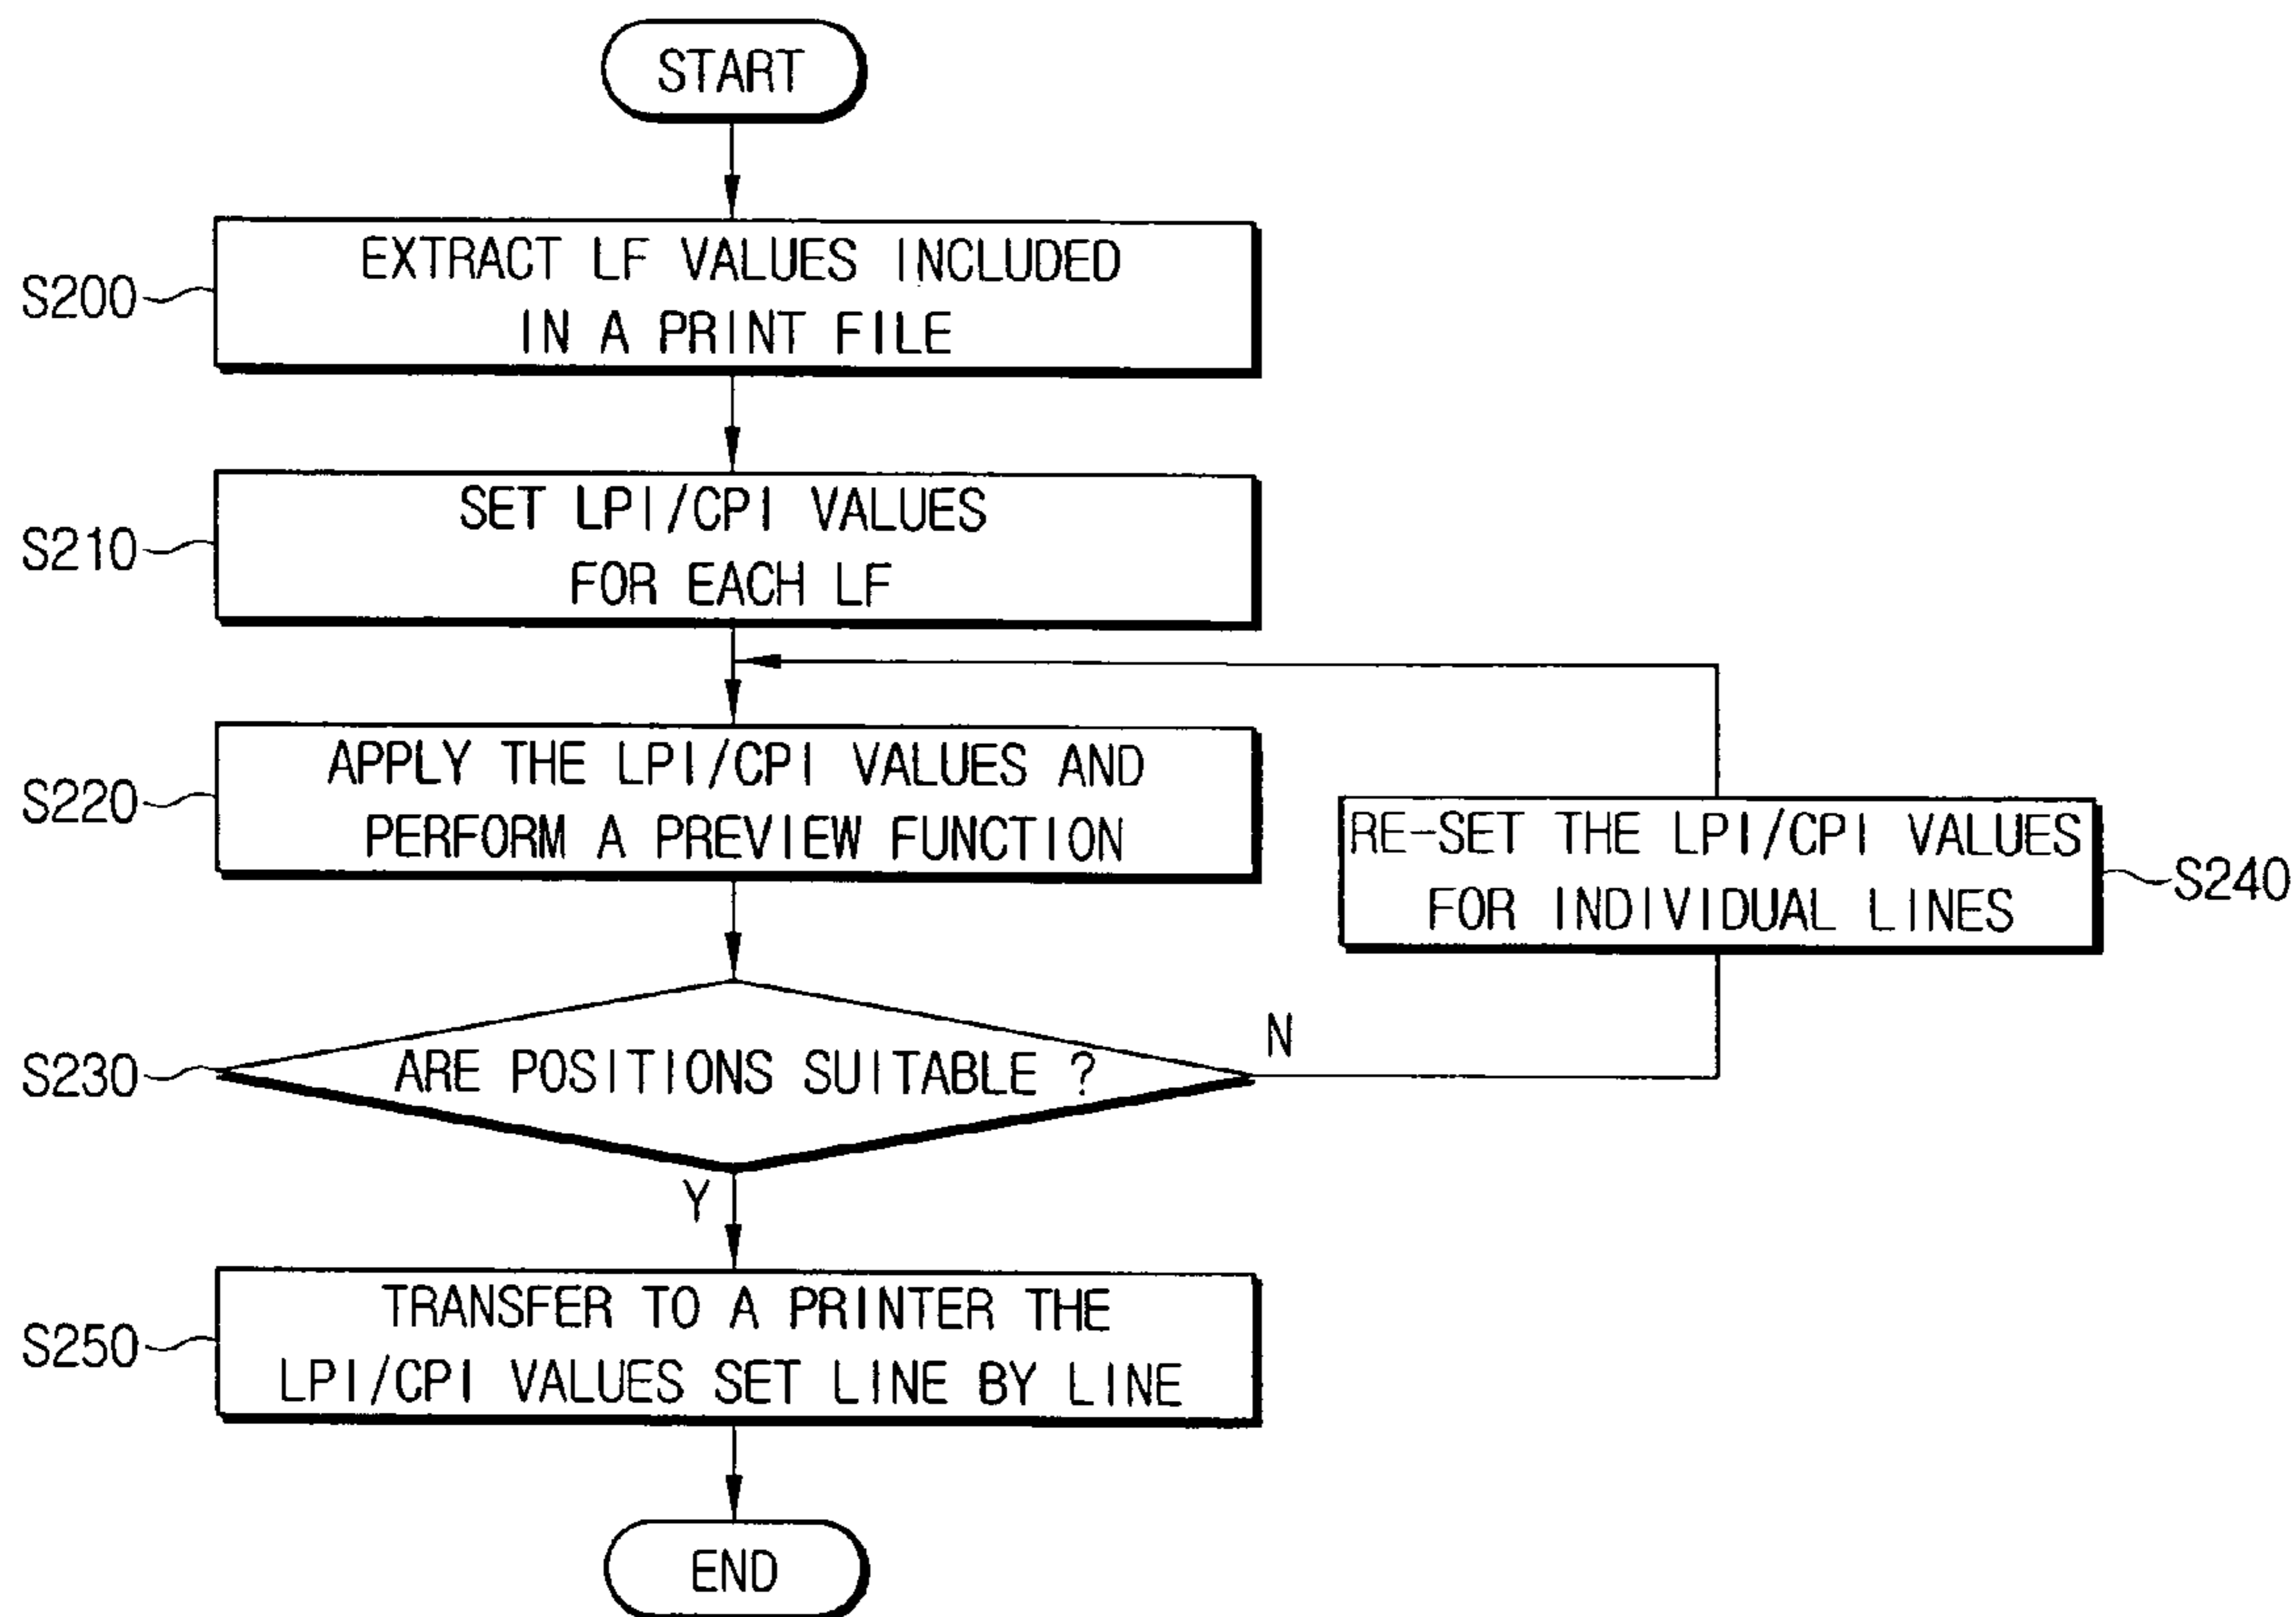 START
S200
EXTRACT LF VALUES INCLUDED
IN A PRINT FILE
S210
SET LPI/CPI VALUES
FOR EACH LF
S220
APPLY THE LPI/CPI VALUES AND
PERFORM A PREVIEW FUNCTION
RE-SET THE LPI/CPI VALUES
FOR INDIVIDUAL LINES
S240
S230
ARE POSITIONS SUITABLE ?
N
Y
S250
TRANSFER TO A PRINTER THE
LPI/CPI VALUES SET LINE BY LINE
END